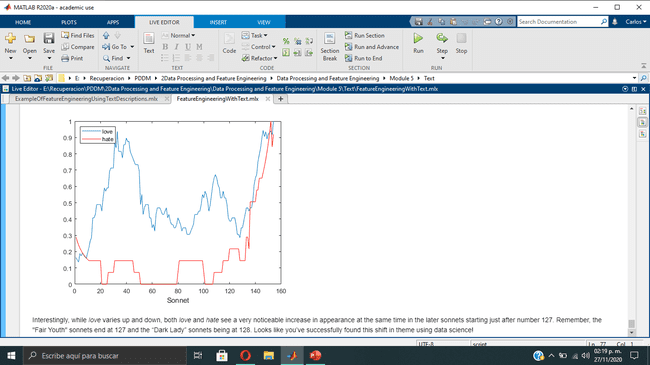 MATLAB R2020a - academic use
HOME PLOTS APPS LIVE EDITOR INSERT VIEW Search Documentation Carlos
New Open Save Find Files Compare Print Go To Find Text Normal B I U M Code Task Control Refactor Section Break Run Section Run and Advance Run to End Run Step Stop
FILE NAVIGATE TEXT CODE SECTION RUN
E: Recuperacion PDDM 2Data Processing and Feature Engineering Data Processing and Feature Engineering Module 5 Text
Live Editor - E:\Recuperacion\PDDM\2Data Processing and Feature Engineering\Data Processing and Feature Engineering\Module 5\Text\FeatureEngineeringWithText.mlx
ExampleOfFeatureEngineeringUsingTextDescriptions.mlx FeatureEngineeringWithText.mlx
1
0.9
0.8
0.7
0.6
0.5
0.4
0.3
0.2
0.1
0
love
hate
0 20 40 60 80 100 120 140 160
Sonnet
Interestingly, while love varies up and down, both love and hate see a very noticeable increase in appearance at the same time in the later sonnets starting just after number 127. Remember, the
"Fair Youth" sonnets end at 127 and the "Dark Lady" sonnets being at 128. Looks like you've successfully found this shift in theme using data science!
UTF-8 script Ln 77 Col 1
Escribe aquí para buscar
02:19 p. m.
27/11/2020